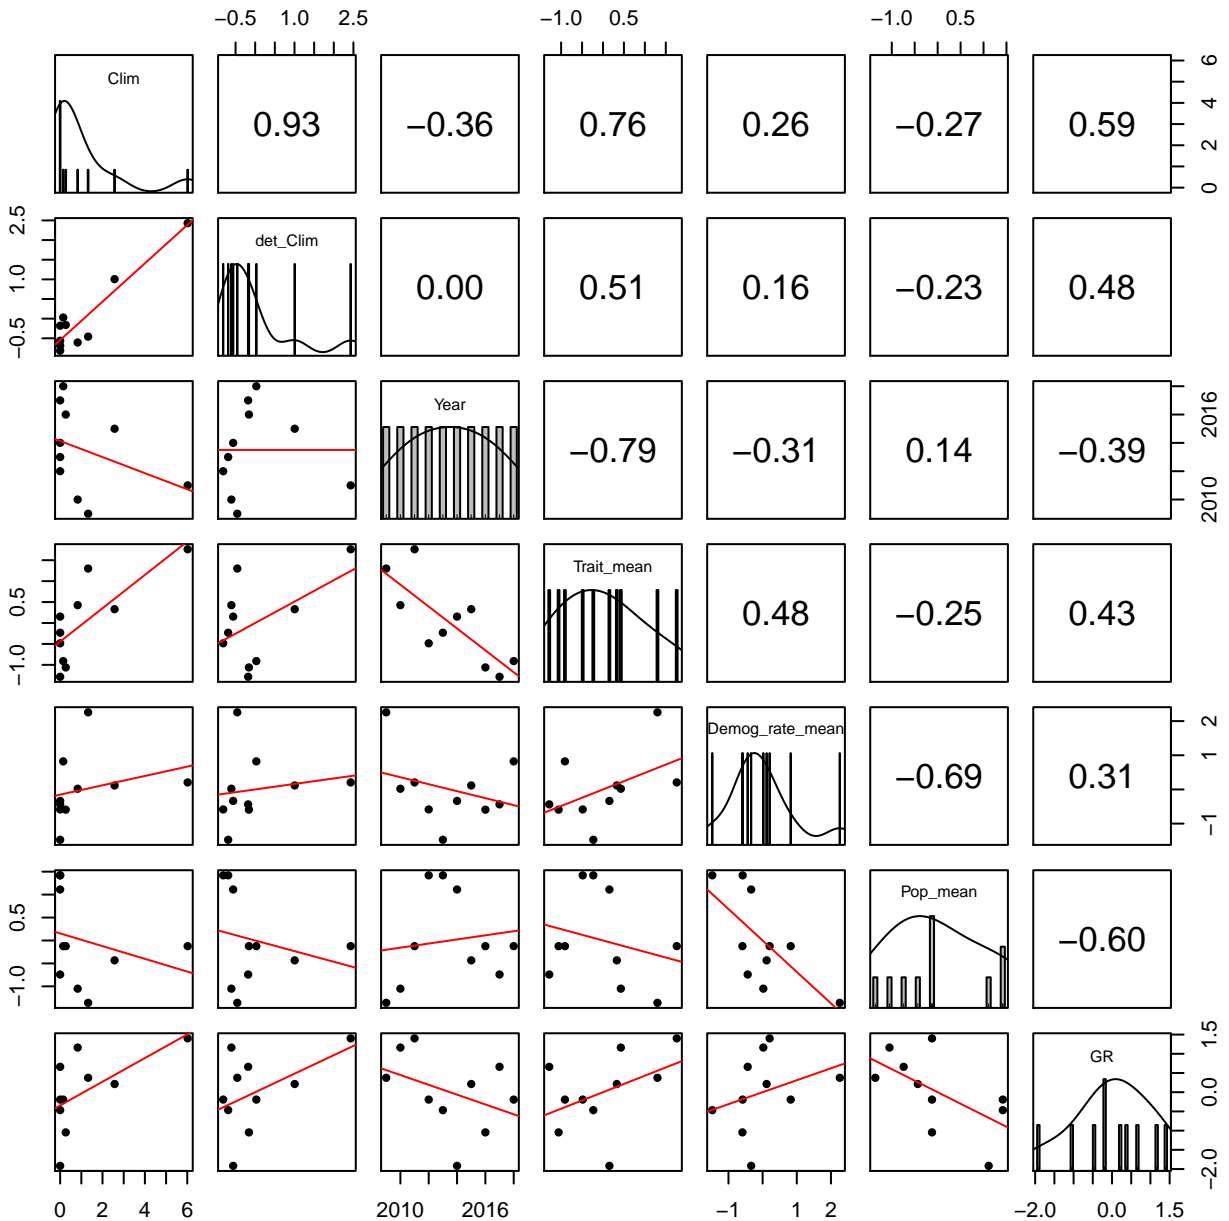 −0.5 1.0 2.5 −1.0 0.5 −1.0 0.5
Clim 0.93 −0.36 0.76 0.26 −0.27 0.59 0 2 4 6
−0.5 1.0 2.5 det_Clim 0.00 0.51 0.16 −0.23 0.48
Year −0.79 −0.31 0.14 −0.39 2010 2016
−1.0 0.5 Trait_mean 0.48 −0.25 0.43
Demog_rate_mean −0.69 0.31 −1 1 2
−1.0 0.5 Pop_mean −0.60
GR −2.0 0.0 1.5
0 2 4 6 2010 2016 −1 1 2 −2.0 0.0 1.5